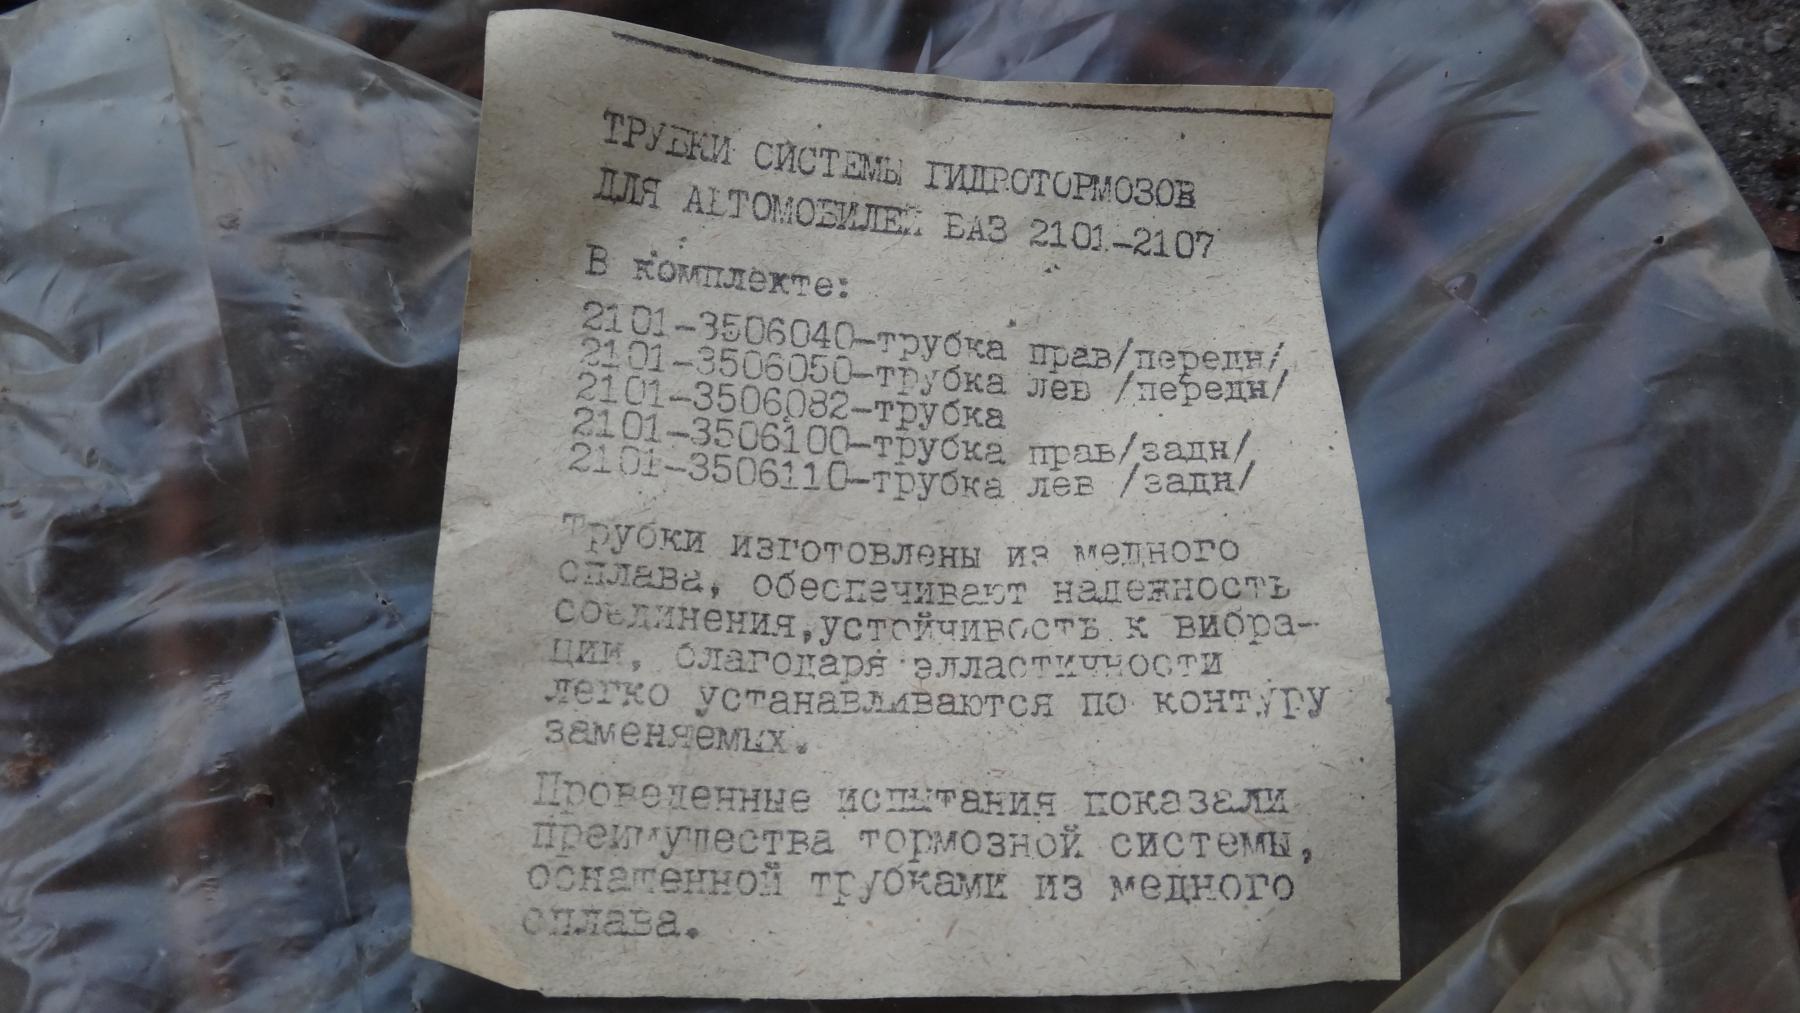 ТРУБКИ СИСТЕМЫ ГИДРОТОРМОЗОВ
ДЛЯ АВТОМОБИЛЕЙ ВАЗ 2101-2107
В комплекте:
2101-3506040-трубка прав/передн/
2101-3506050-трубка лев /передн/
2101-3506082-трубка
2101-3506100-трубка прав/задн/
2101-3506110-трубка лев /задн/
Трубки изготовлены из медного
сплава, обеспечивают надежность
соединения,устойчивость к вибра-
ции, благодаря элластичности
легко устанавливаются по контуру
заменяемых.
Проведенные испытания показали
преимущества тормозной системы,
оснащенной трубками из медного
сплава.